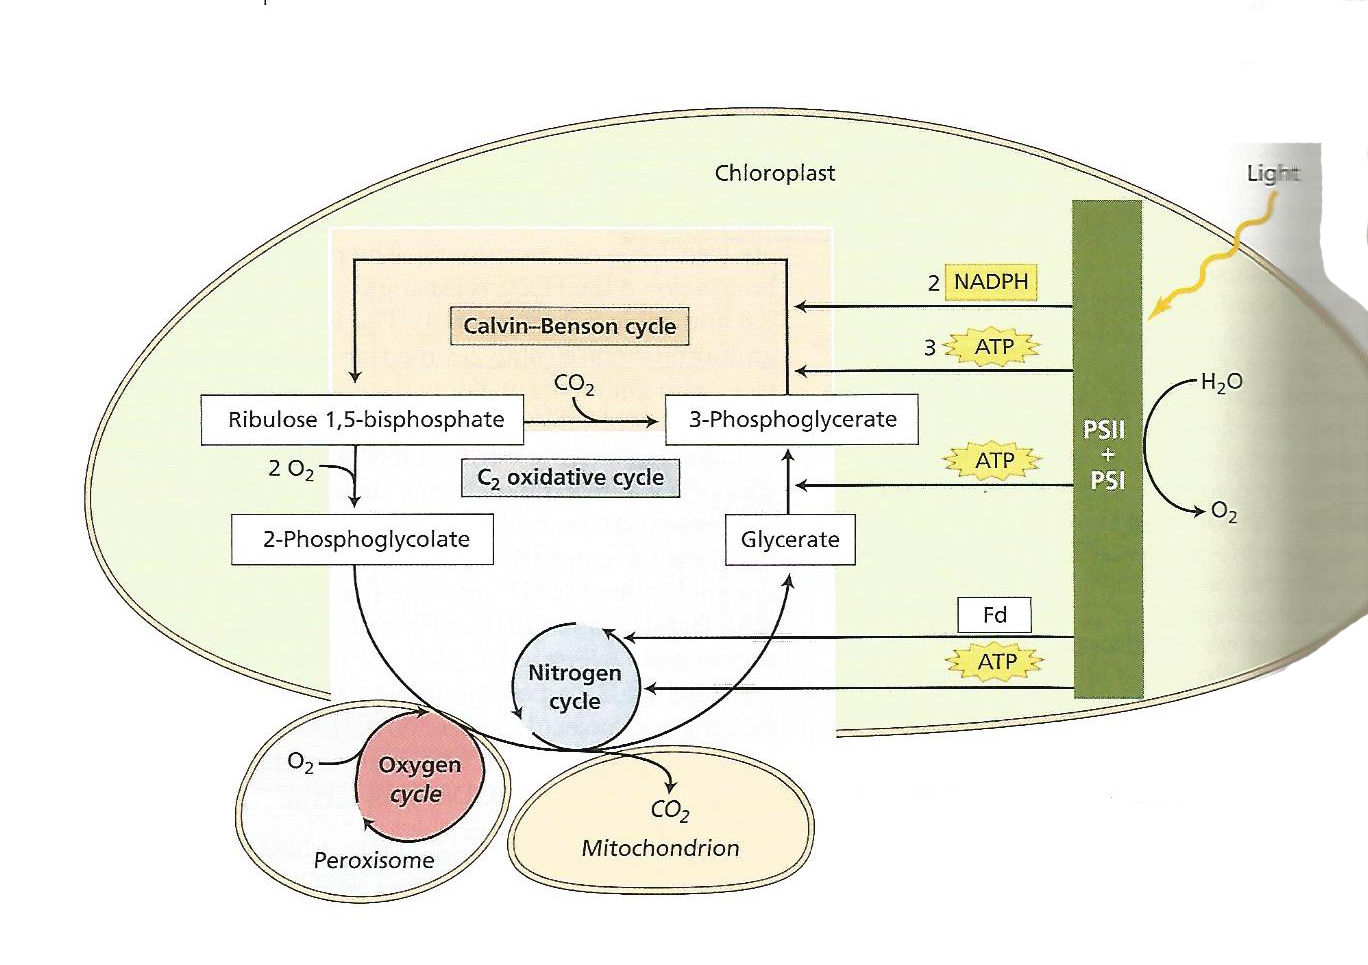 Chloroplast
Light
2 NADPH
Calvin–Benson cycle
3 ATP
CO₂
H₂O
Ribulose 1,5-bisphosphate
3-Phosphoglycerate
PSII
+
PSI
2 O₂
C₂ oxidative cycle
ATP
O₂
2-Phosphoglycolate
Glycerate
Fd
ATP
Nitrogen
cycle
O₂
Oxygen
cycle
CO₂
Mitochondrion
Peroxisome